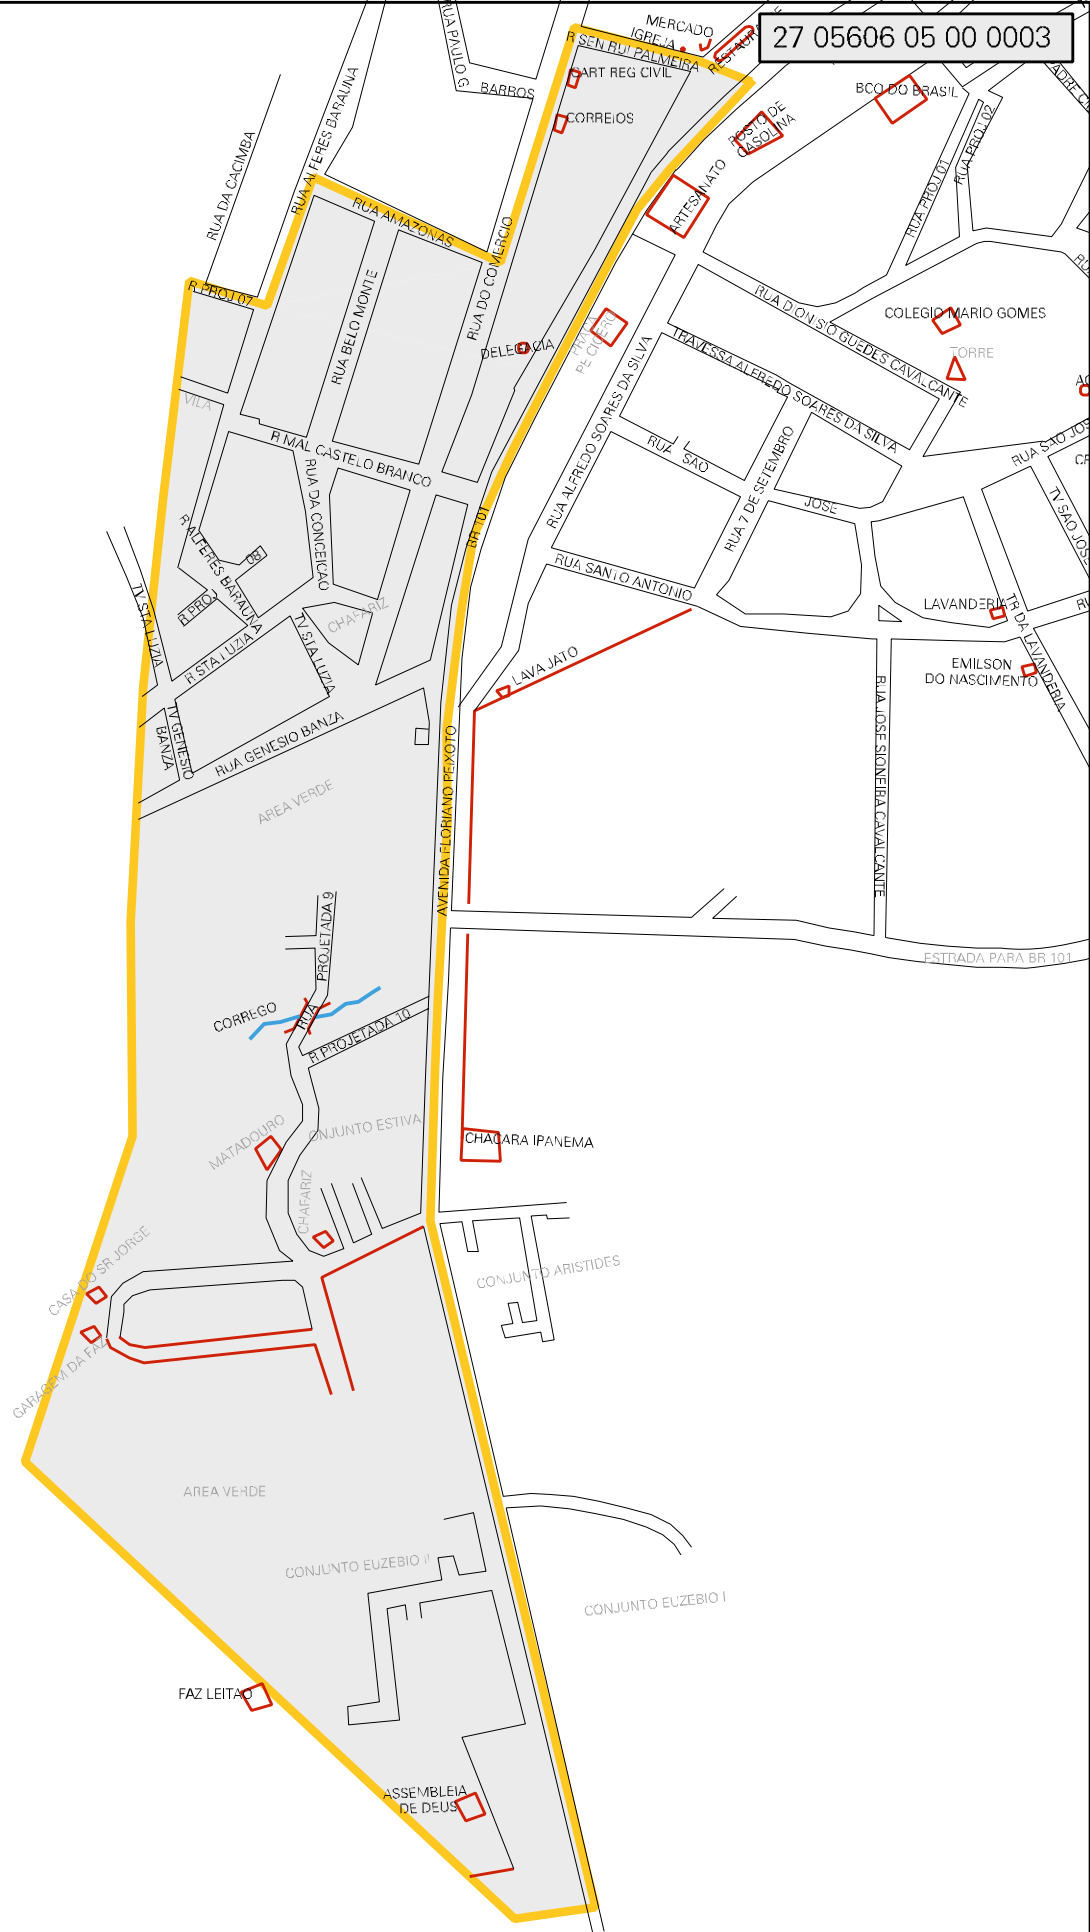 27 05606 05 00 0003
MERCADO
IGREJA
R SEN RUI PALMEIRA
RUA PAULO G
BARROS
CART REG CIVIL
CORREIOS
BCO DO BRASIL
POSTO DE
GASOLINA
ARTESANATO
RUA PROJ 01
RUA PROJ 02
RUA DA CACIMBA
RUA ALFERES BARAUNA
RUA AMAZONAS
RUA DO COMERCIO
R PROJ 07
RUA BELO MONTE
DELEGACIA
PRACA
PE CICERO
RUA DIONISIO GUEDES CAVALCANTE
COLEGIO MARIO GOMES
TORRE
TRAVESSA ALFREDO SOARES DA SILVA
RUA ALFREDO SOARES DA SILVA
VILA
R MAL CASTELO BRANCO
RUA SAO
JOSE
RUA 7 DE SETEMBRO
RUA SAO JOS
TV SAO JOSE
RUA DA CONCEICAO
BR 101
R ALFERES BARAUNA
08
R PROJ
RUA SANTO ANTONIO
CHAFARIZ
TV STA LUZIA
R STA LUZIA
TV STA LUZIA
LAVANDERIA
TR DA LAVANDERIA
EMILSON
DO NASCIMENTO
LAVA JATO
TV GENESIO
BANZA
RUA GENESIO BANZA
AREA VERDE
AVENIDA FLORIANO PEIXOTO
RUA JOSE SIQNEIRA CAVALCANTE
ESTRADA PARA BR 101
PROJETADA 9
RUA
CORREGO
R PROJETADA 10
MATADOURO
ONJUNTO ESTIVA
CHACARA IPANEMA
CHAFARIZ
CASA DO SR JORGE
CONJUNTO ARISTIDES
GARAGEM DA FAZ
AREA VERDE
CONJUNTO EUZEBIO II
CONJUNTO EUZEBIO I
FAZ LEITAO
ASSEMBLEIA
DE DEUS